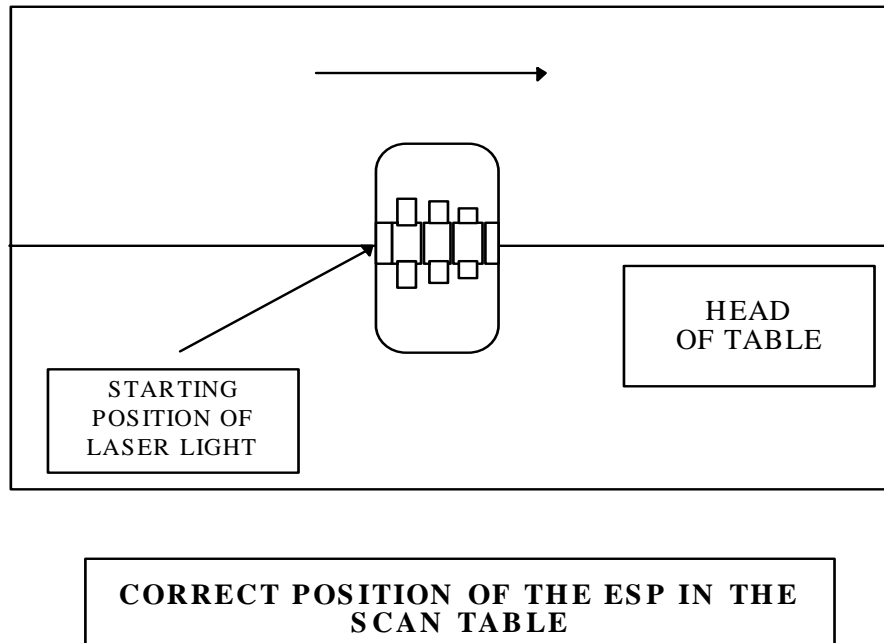 HEAD
OF TABLE
STARTING
POSITION OF
LASER LIGHT
CORRECT POSITION OF THE ESP IN THE
SCAN TABLE